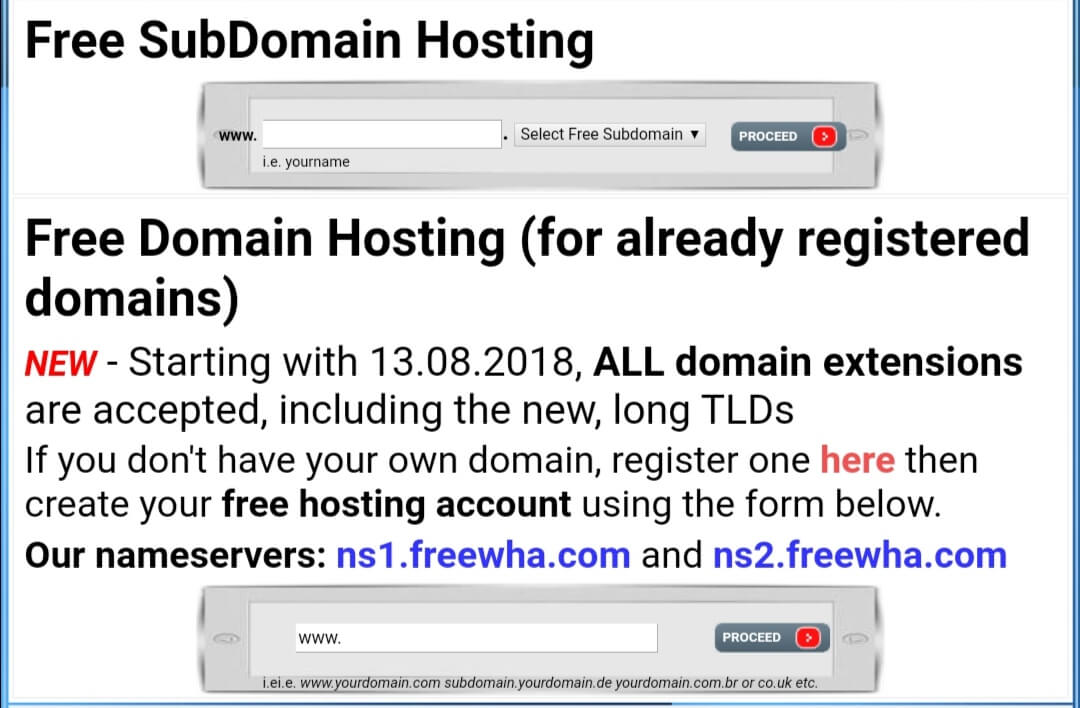 Free SubDomain Hosting
www. . Select Free Subdomain ▼ PROCEED
i.e. yourname
Free Domain Hosting (for already registered
domains)
NEW - Starting with 13.08.2018, ALL domain extensions
are accepted, including the new, long TLDs
If you don't have your own domain, register one here then
create your free hosting account using the form below.
Our nameservers: ns1.freewha.com and ns2.freewha.com
www. PROCEED
i.ei.e. www.yourdomain.com subdomain.yourdomain.de yourdomain.com.br or co.uk etc.